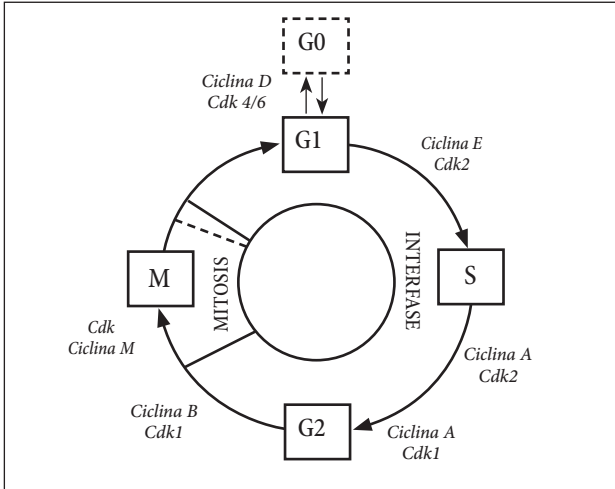 G0
Ciclina D
Cdk 4/6
G1
Ciclina E
Cdk2
INTERFASE
S
M
MITOSIS
Cdk
Ciclina M
Ciclina A
Cdk2
Ciclina B
Cdk1
G2
Ciclina A
Cdk1